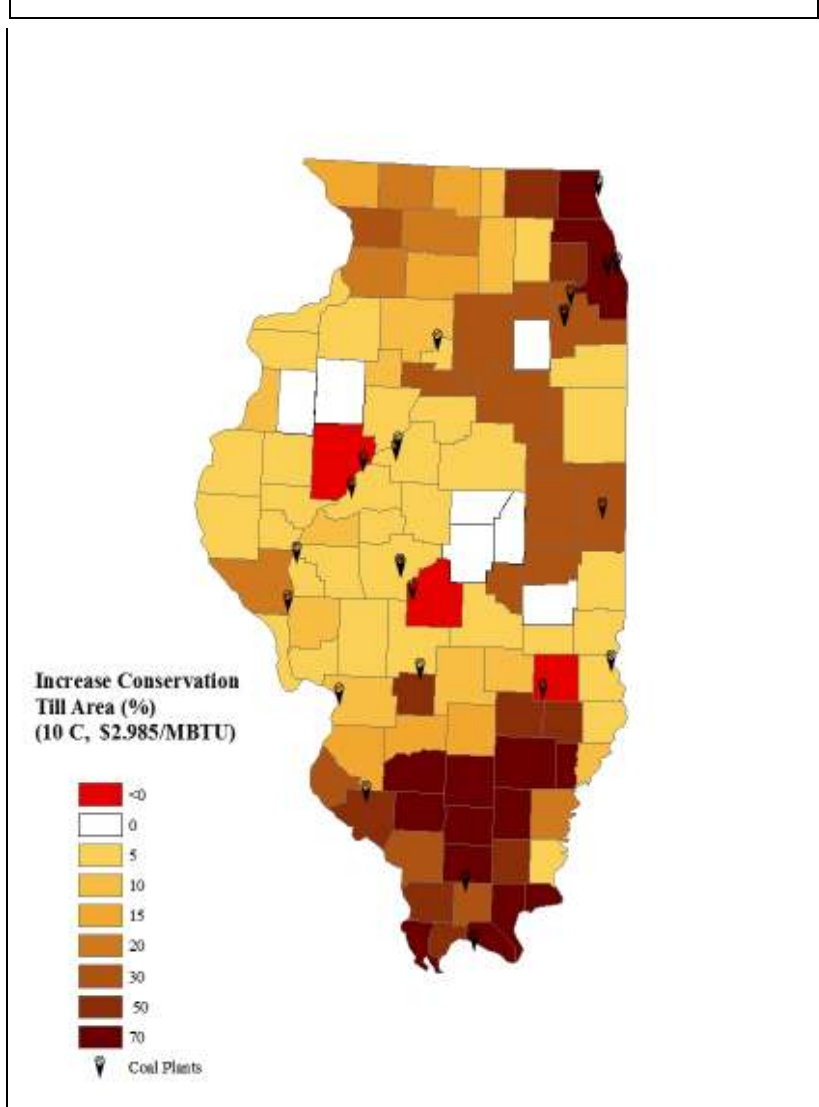 Increase Conservation
Till Area (%)
(10 C, $2.985/MBTU)
<0
0
5
10
15
20
30
50
70
Coal Plants